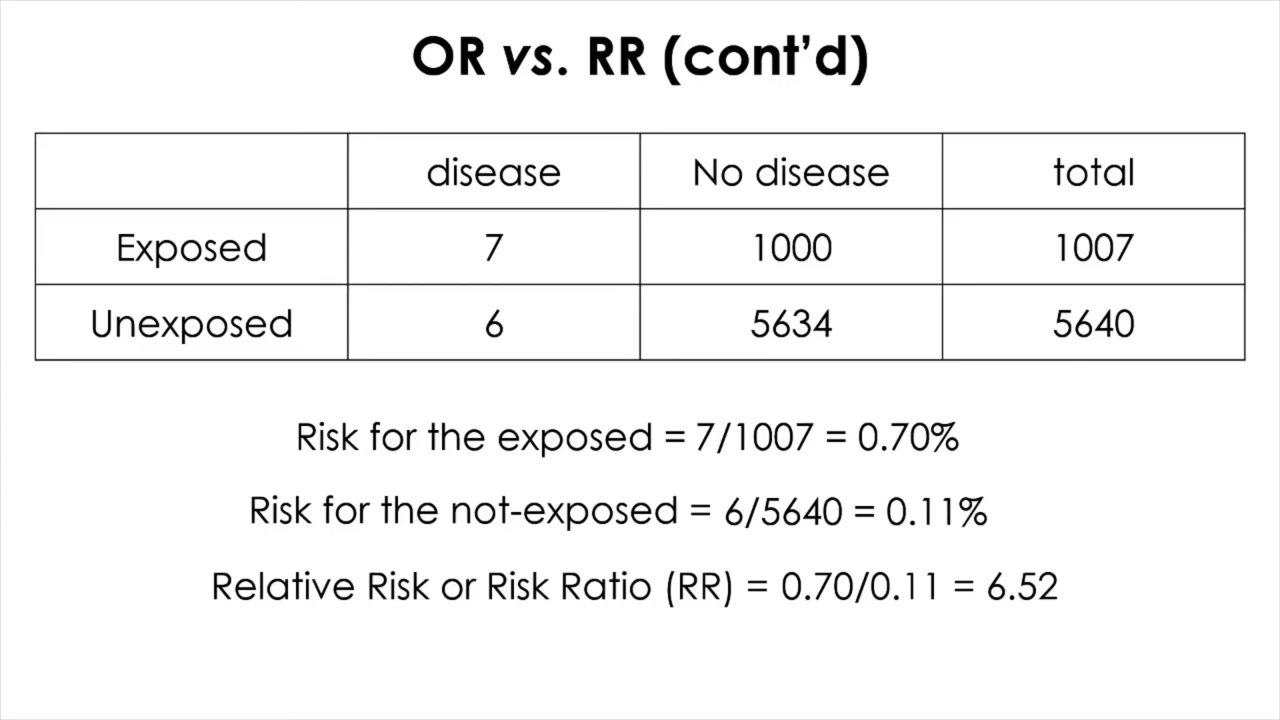 OR vs. RR (cont’d)
disease No disease total
Exposed 7 1000 1007
Unexposed 6 5634 5640
Risk for the exposed = 7/1007 = 0.70%
Risk for the not-exposed = 6/5640 = 0.11%
Relative Risk or Risk Ratio (RR) = 0.70/0.11 = 6.52